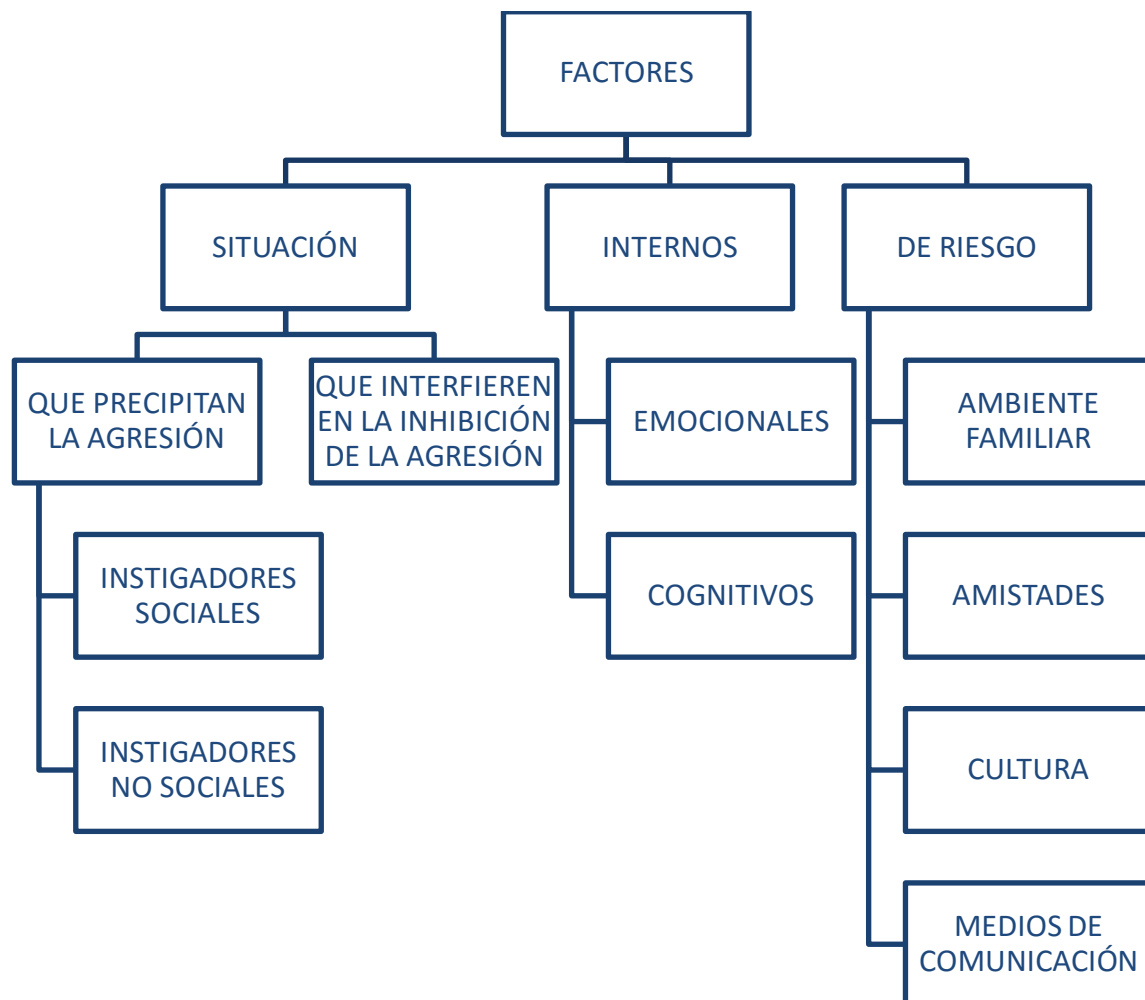 FACTORES
SITUACIÓN
INTERNOS
DE RIESGO
QUE PRECIPITAN
LA AGRESIÓN
QUE INTERFIEREN
EN LA INHIBICIÓN
DE LA AGRESIÓN
EMOCIONALES
AMBIENTE
FAMILIAR
INSTIGADORES
SOCIALES
COGNITIVOS
AMISTADES
INSTIGADORES
NO SOCIALES
CULTURA
MEDIOS DE
COMUNICACIÓN